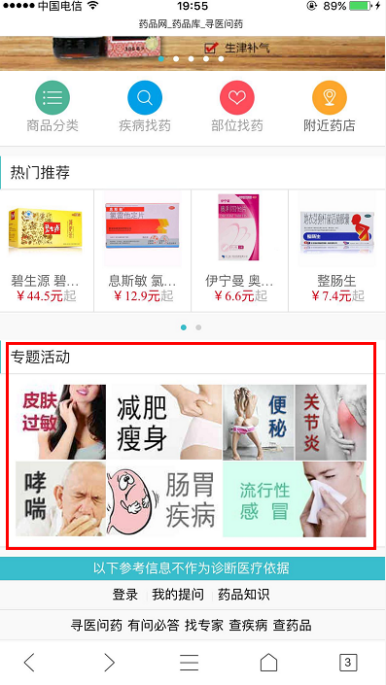 中国电信 19:55 89%
药品网_药品库_寻医问药
生津补气
商品分类 疾病找药 部位找药 附近药店
热门推荐
碧生源 碧... 息斯敏 氯... 伊宁曼 奥... 整肠生
￥44.5元起 ￥12.9元起 ￥6.6元起 ￥7.4元起
专题活动
皮肤
过敏
减肥
瘦身
便
秘
关
节
炎
哮
喘
肠胃
疾病
流行性
感冒
以下参考信息不作为诊断医疗依据
登录 我的提问 药品知识
寻医问药 有问必答 找专家 查疾病 查药品
3